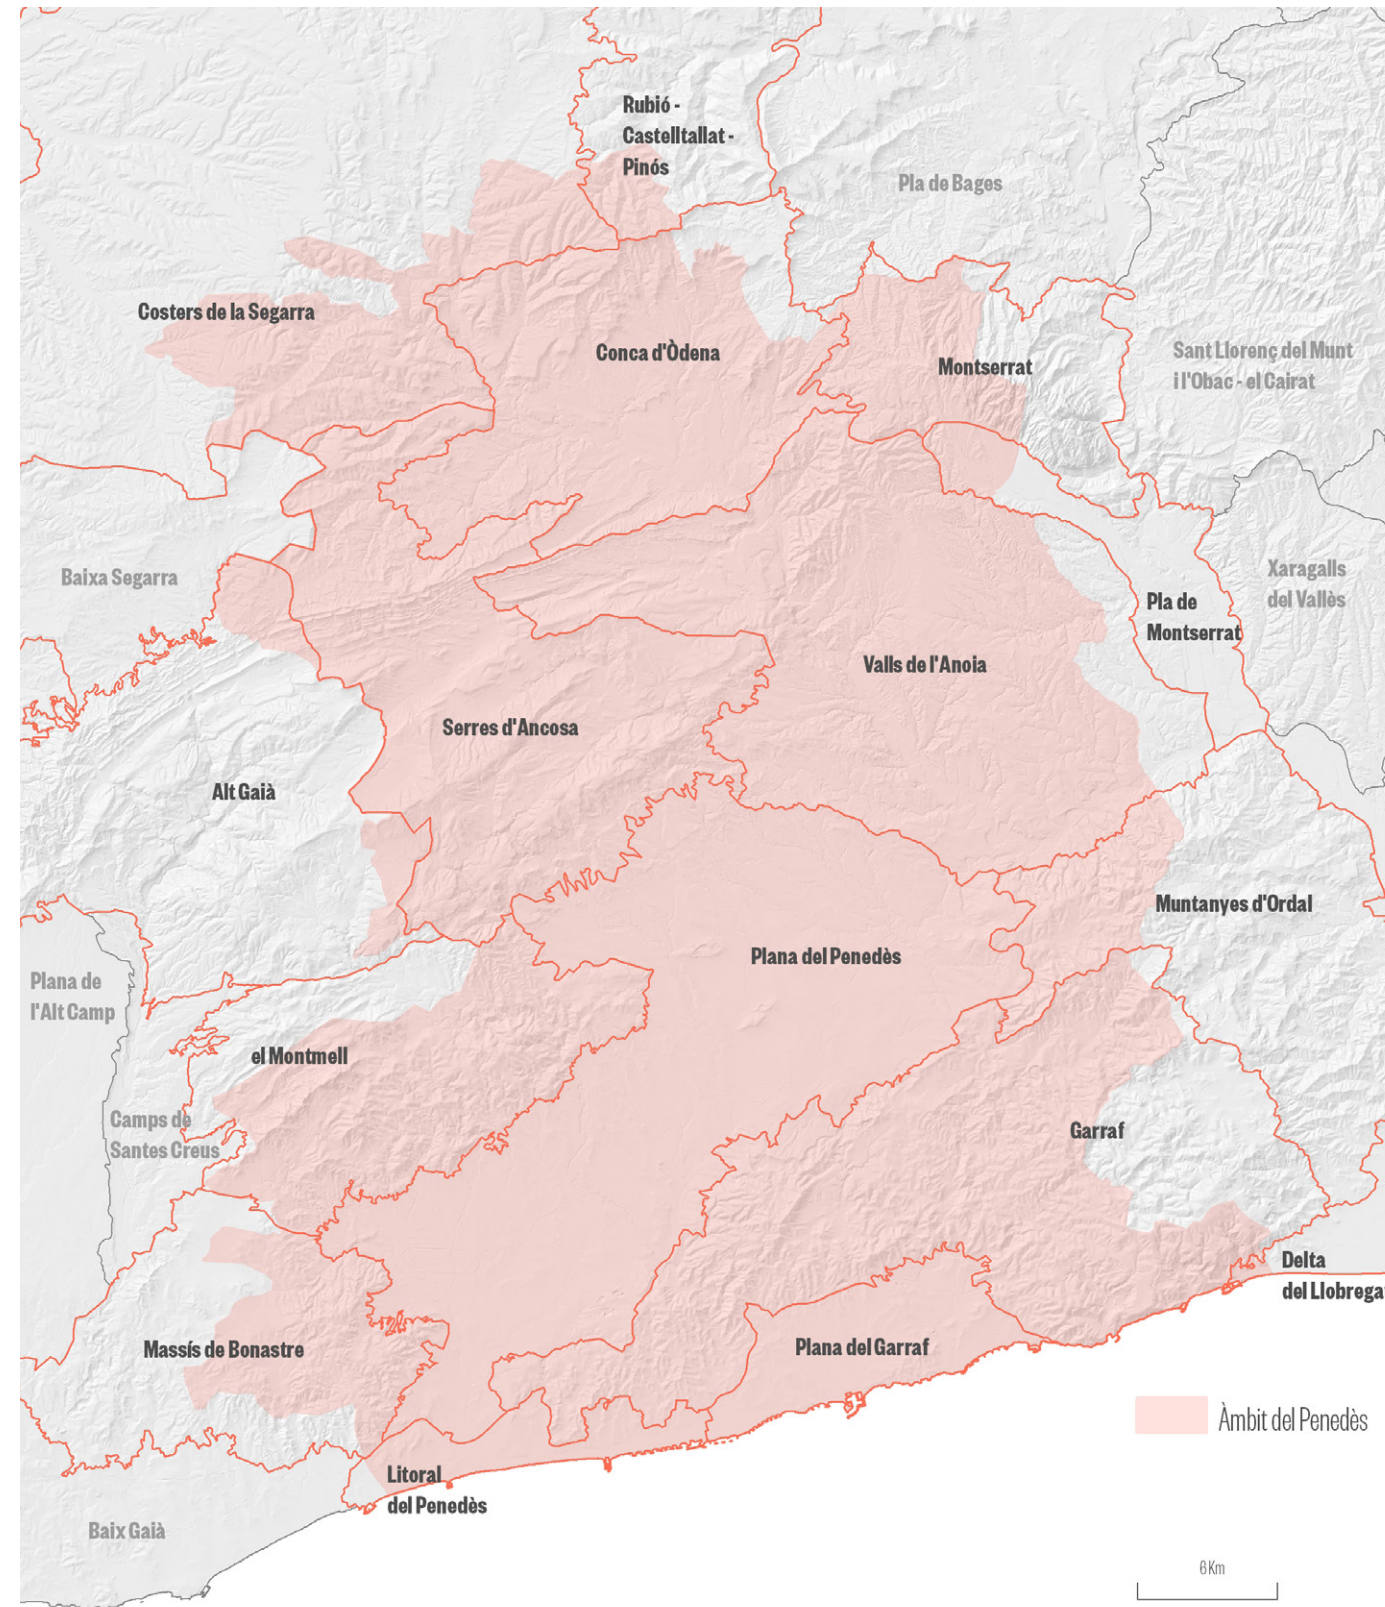 Rubió -
Castelltallat -
Pinós
Pla de Bages
Costers de la Segarra
Conca d'Òdena
Montserrat
Sant Llorenç del Munt
i l'Obac - el Cairat
Baixa Segarra
Xaragalls
del Vallès
Pla de
Montserrat
Valls de l'Anoia
Serres d'Ancosa
Alt Gaià
Muntanyes d'Ordal
Plana del Penedès
Plana de
l'Alt Camp
el Montmell
Camps de
Santes Creus
Garraf
Delta
del Llobrega
Massís de Bonastre
Plana del Garraf
Àmbit del Penedès
Litoral
del Penedès
Baix Gaià
6 Km